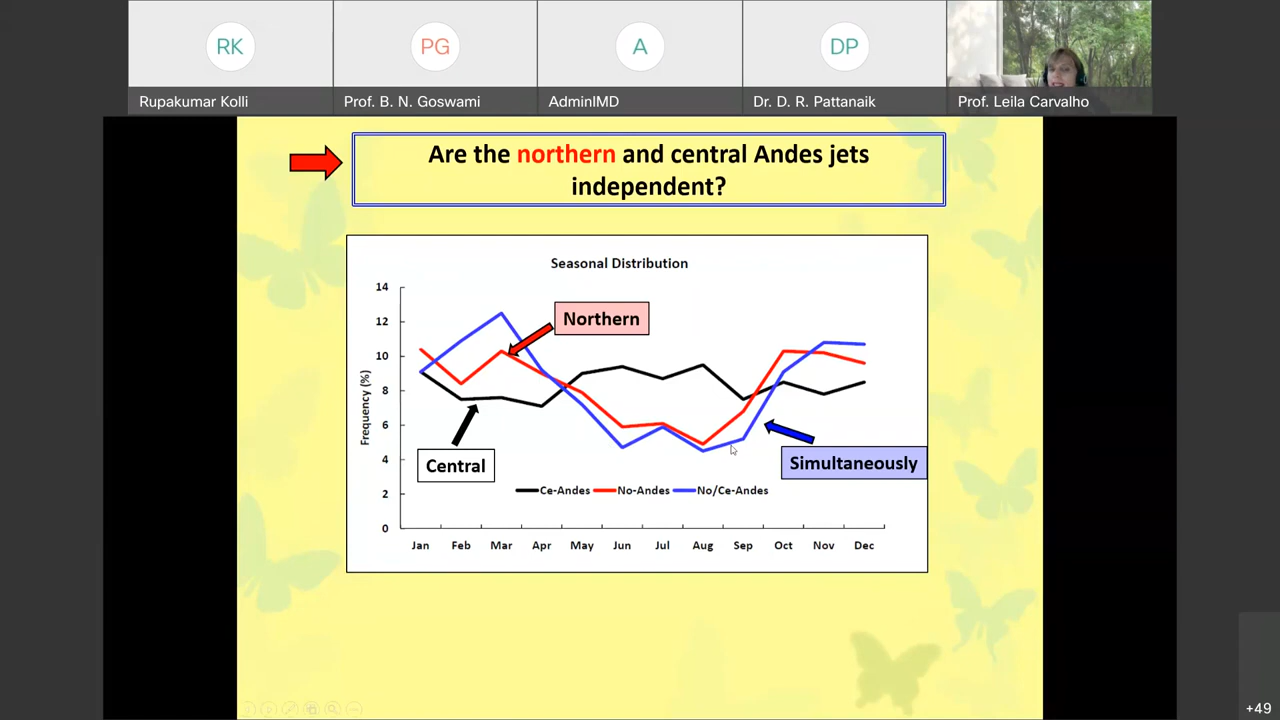 RK
PG
A
DP
Rupakumar Kolli
Prof. B. N. Goswami
AdminIMD
Dr. D. R. Pattanaik
Prof. Leila Carvalho
Are the northern and central Andes jets
independent?
Seasonal Distribution
Frequency (%)
14
12
10
8
6
4
2
0
Northern
Central
Simultaneously
Ce-Andes No-Andes No/Ce-Andes
Jan Feb Mar Apr May Jun Jul Aug Sep Oct Nov Dec
+49